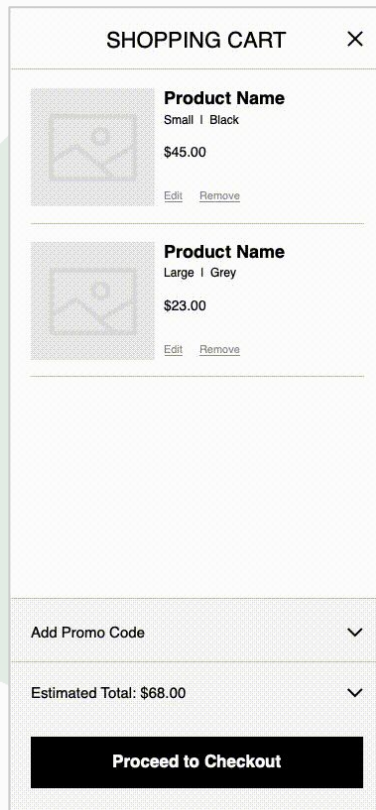 SHOPPING CART
Product Name
Small | Black
$45.00
Edit Remove
Product Name
Large | Grey
$23.00
Edit Remove
Add Promo Code
Estimated Total: $68.00
Proceed to Checkout